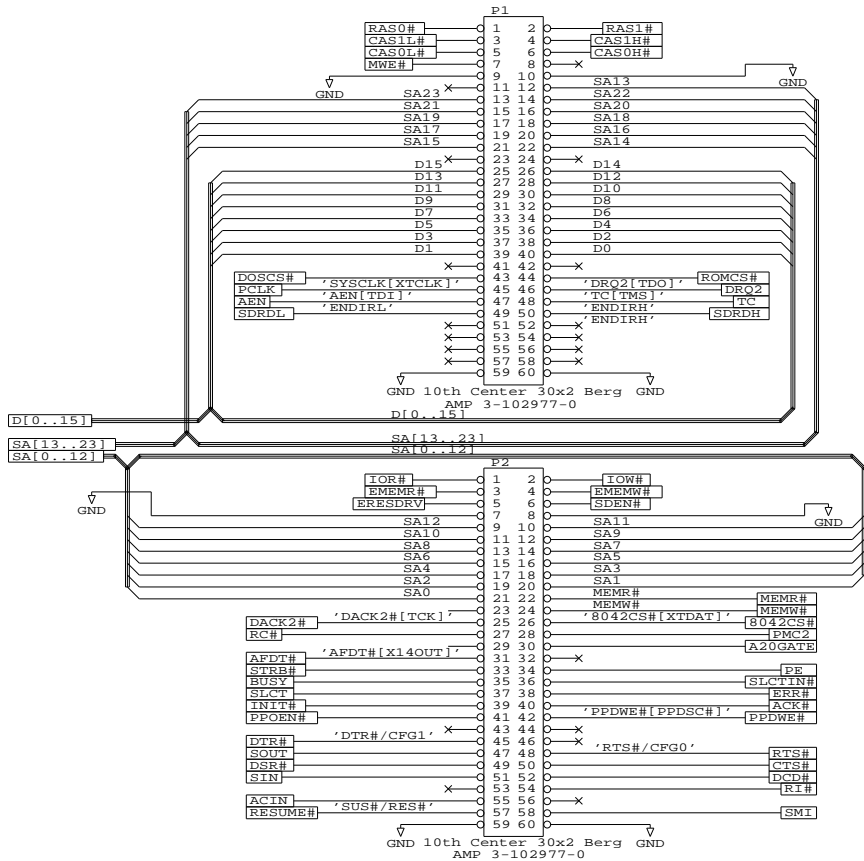 P1
RAS0# 1 2 RAS1#
CAS1L# 3 4 CAS1H#
CAS0L# 5 6 CAS0H#
MWE# 7 8
GND 9 10 GND
11 12 SA13
SA23 13 14 SA22
SA21 15 16 SA20
SA19 17 18 SA18
SA17 19 20 SA16
SA15 21 22 SA14
23 24
D15 25 26 D14
D13 27 28 D12
D11 29 30 D10
D9 31 32 D8
D7 33 34 D6
D5 35 36 D4
D3 37 38 D2
D1 39 40 D0
41 42
DOSCS# 43 44 ROMCS#
PCLK 'SYSCLK[XTCLK]' 45 46 'DRQ2[TDO]' DRQ2
AEN 'AEN[TDI]' 47 48 'TC[TMS]' TC
SDRDL 'ENDIRL' 49 50 'ENDIRH' SDRDH
51 52 'ENDIRH'
53 54
55 56
57 58
59 60
GND 10th Center 30x2 Berg GND
AMP 3-102977-0
D[0..15] D[0..15]
SA[13..23] SA[13..23]
SA[0..12] SA[0..12]
P2
IOR# 1 2 IOW#
EMEMR# 3 4 EMEMW#
ERESDRV 5 6 SDEN#
GND 7 8 GND
SA12 9 10 SA11
SA10 11 12 SA9
SA8 13 14 SA7
SA6 15 16 SA5
SA4 17 18 SA3
SA2 19 20 SA1
SA0 21 22 MEMR# MEMR#
23 24 MEMW# MEMW#
DACK2# 'DACK2#[TCK]' 25 26 '8042CS#[XTDAT]' 8042CS#
RC# 27 28 PMC2
29 30 A20GATE
AFDT# 'AFDT#[X14OUT]' 31 32
STRB# 33 34 PE
BUSY 35 36 SLCTIN#
SLCT 37 38 ERR#
INIT# 39 40 ACK#
PPOEN# 41 42 'PPDWE#[PPDSC#]' PPDWE#
43 44
DTR# 'DTR#/CFG1' 45 46
SOUT 47 48 'RTS#/CFG0' RTS#
DSR# 49 50 CTS#
SIN 51 52 DCD#
53 54 RI#
ACIN 55 56
RESUME# 'SUS#/RES#' 57 58 SMI
59 60
GND 10th Center 30x2 Berg GND
AMP 3-102977-0